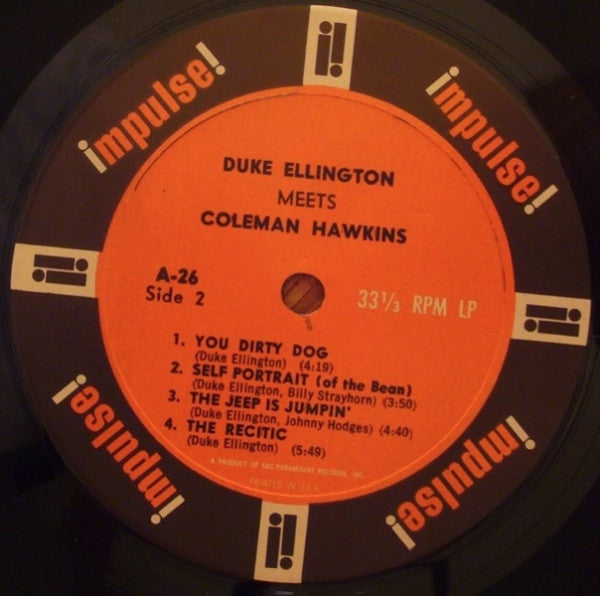 impulse!
impulse!
DUKE ELLINGTON
MEETS
COLEMAN HAWKINS
A-26
Side 2
33 1/3 RPM LP
1. YOU DIRTY DOG
(Duke Ellington) (4:19)
2. SELF PORTRAIT (of the Bean)
(Duke Ellington, Billy Strayhorn) (3:50)
3. THE JEEP IS JUMPIN'
(Duke Ellington, Johnny Hodges) (4:40)
4. THE RECITIC
(Duke Ellington) (5:49)
A PRODUCT OF ABC-PARAMOUNT RECORDS, INC.
PRINTED IN U.S.A.
impulse!
impulse!